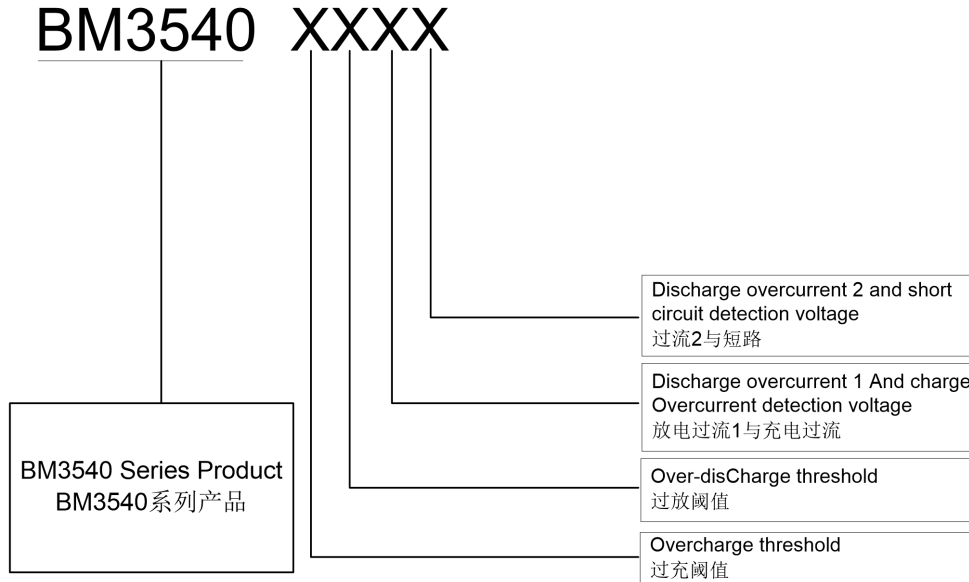 BM3540 XXXX
Discharge overcurrent 2 and short
circuit detection voltage
过流2与短路
Discharge overcurrent 1 And charge
Overcurrent detection voltage
放电过流1与充电过流
BM3540 Series Product
BM3540系列产品
Over-disCharge threshold
过放阈值
Overcharge threshold
过充阈值